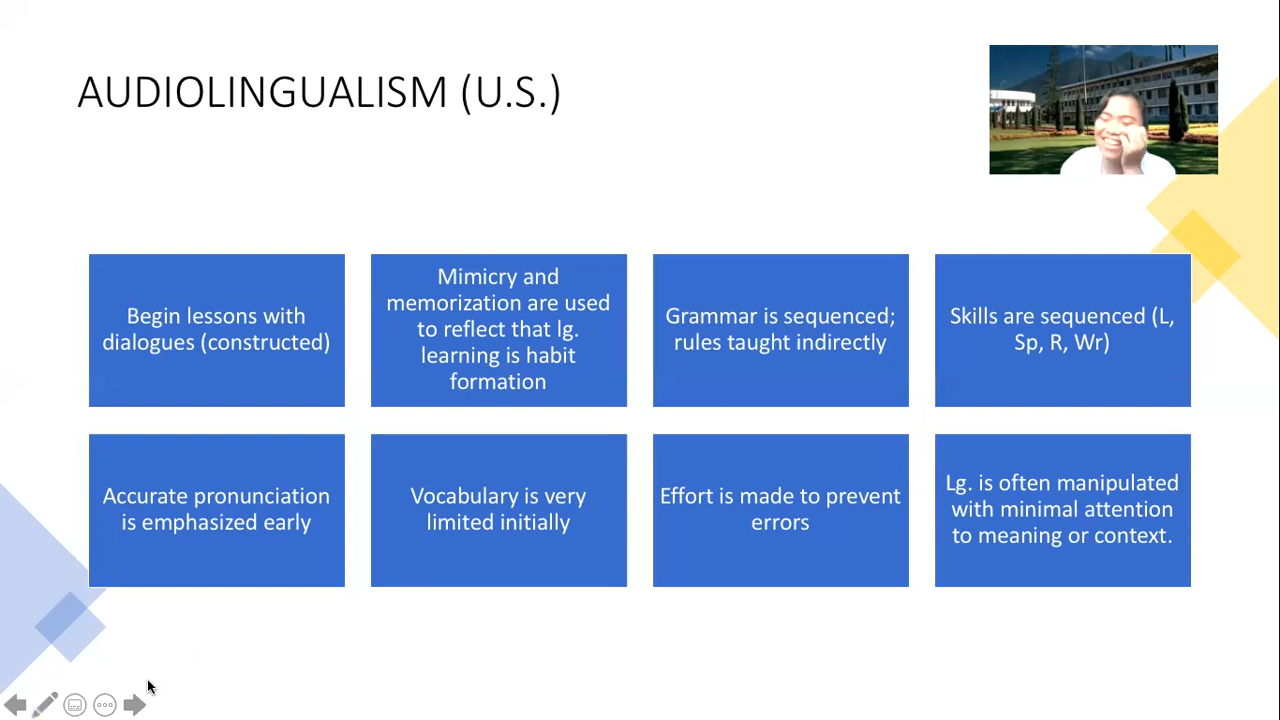 AUDIOLINGUALISM (U.S.)
Begin lessons with
dialogues (constructed)
Mimicry and
memorization are used
to reflect that lg.
learning is habit
formation
Grammar is sequenced;
rules taught indirectly
Skills are sequenced (L,
Sp, R, Wr)
Accurate pronunciation
is emphasized early
Vocabulary is very
limited initially
Effort is made to prevent
errors
Lg. is often manipulated
with minimal attention
to meaning or context.